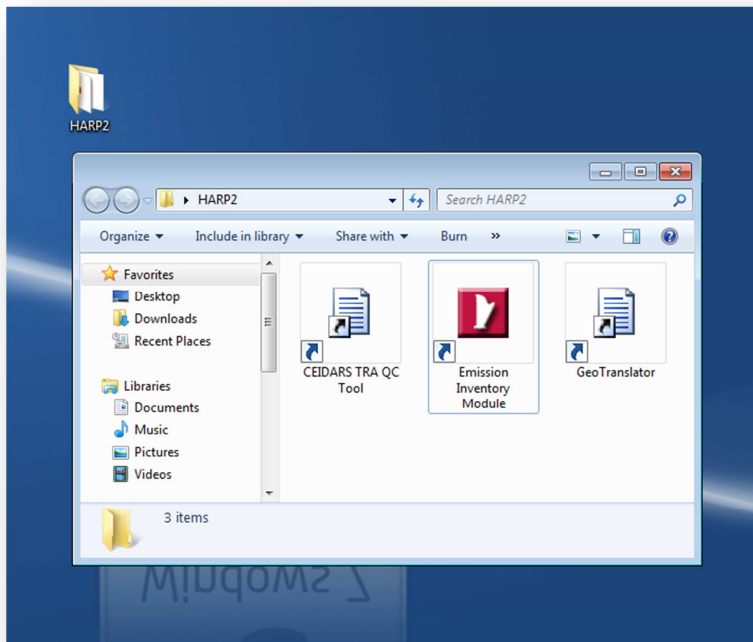 HARP2
HARP2
Search HARP2
Organize
Include in library
Share with
Burn
»
Favorites
Desktop
Downloads
Recent Places
Libraries
Documents
Music
Pictures
Videos
CEIDARS TRA QC
Tool
Emission
Inventory
Module
GeoTranslator
3 items
Windows 7